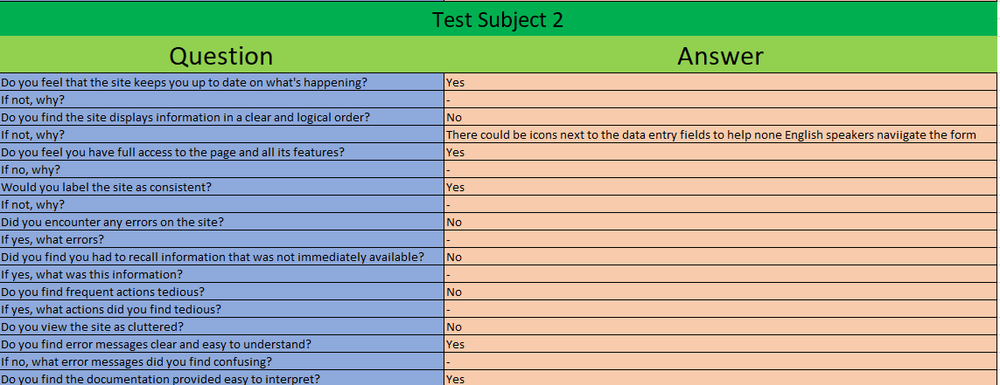 Test Subject 2
Question Answer
Do you feel that the site keeps you up to date on what's happening? Yes
If not, why? -
Do you find the site displays information in a clear and logical order? No
If not, why? There could be icons next to the data entry fields to help none English speakers naviigate the form
Do you feel you have full access to the page and all its features? Yes
If no, why? -
Would you label the site as consistent? Yes
If not, why? -
Did you encounter any errors on the site? No
If yes, what errors? -
Did you find you had to recall information that was not immediately available? No
If yes, what was this information? -
Do you find frequent actions tedious? No
If yes, what actions did you find tedious? -
Do you view the site as cluttered? No
Do you find error messages clear and easy to understand? Yes
If no, what error messages did you find confusing? -
Do you find the documentation provided easy to interpret? Yes